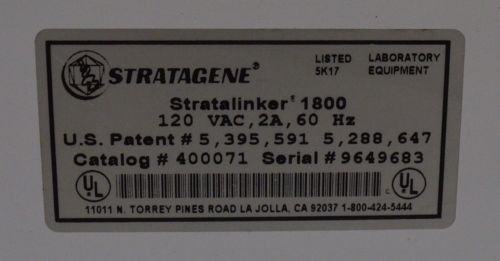 STRATAGENE®
LISTED LABORATORY
5K17 EQUIPMENT
Stratalinker® 1800
120 VAC, 2A, 60 Hz
U.S. Patent # 5,395,591 5,288,647
Catalog # 400071 Serial # 9649683
UL C UL
11011 N. TORREY PINES ROAD LA JOLLA, CA 92037 1-800-424-5444